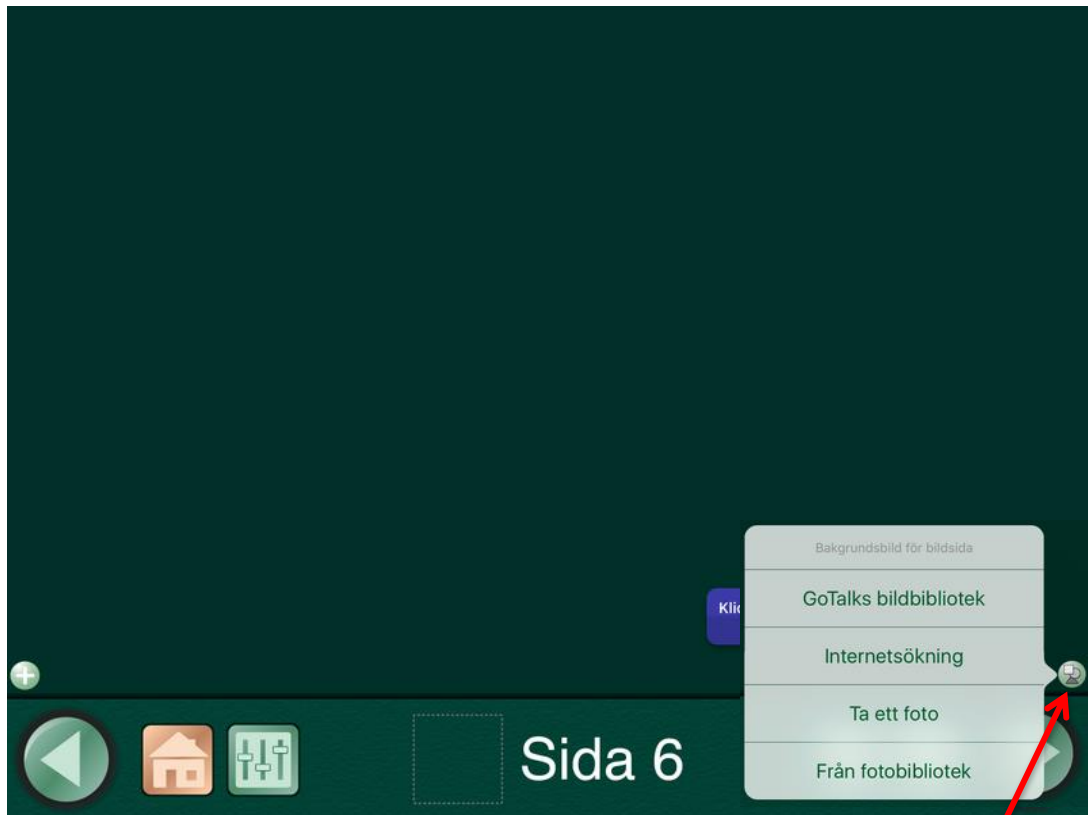 Bakgrundsbild för bildsida
GoTalks bildbibliotek
Internetsökning
Ta ett foto
Från fotobibliotek
Sida 6